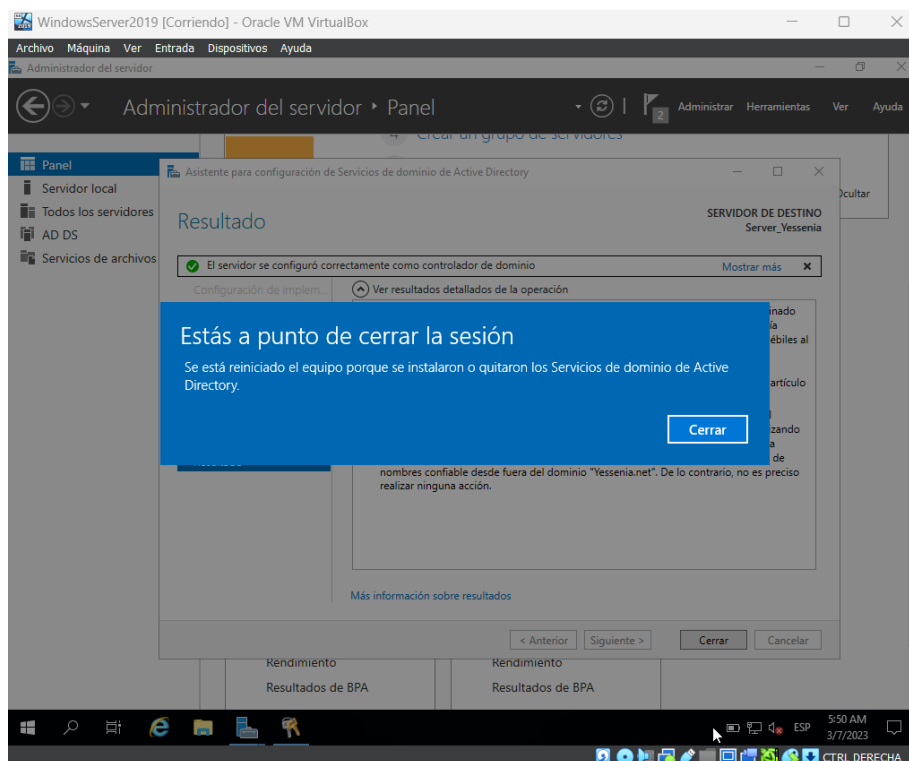 WindowsServer2019 [Corriendo] - Oracle VM VirtualBox
Archivo Máquina Ver Entrada Dispositivos Ayuda
Administrador del servidor
Administrador del servidor Panel
2 Administrar Herramientas Ver Ayuda
4 Crear un grupo de servidores
Panel
Servidor local
Todos los servidores
AD DS
Servicios de archivos
Ocultar
Asistente para configuración de Servicios de dominio de Active Directory
Resultado
SERVIDOR DE DESTINO
Server_Yessenia
El servidor se configuró correctamente como controlador de dominio
Mostrar más
Configuración de implem...
Ver resultados detallados de la operación
Estás a punto de cerrar la sesión
Se está reiniciado el equipo porque se instalaron o quitaron los Servicios de dominio de Active
Directory.
Cerrar
débiles al
artículo
de
nombres confiable desde fuera del dominio "Yessenia.net". De lo contrario, no es preciso
realizar ninguna acción.
Más información sobre resultados
< Anterior Siguiente > Cerrar Cancelar
Rendimiento
Resultados de BPA
Rendimiento
Resultados de BPA
ESP
5:50 AM
3/7/2023
CTRL DERECHA